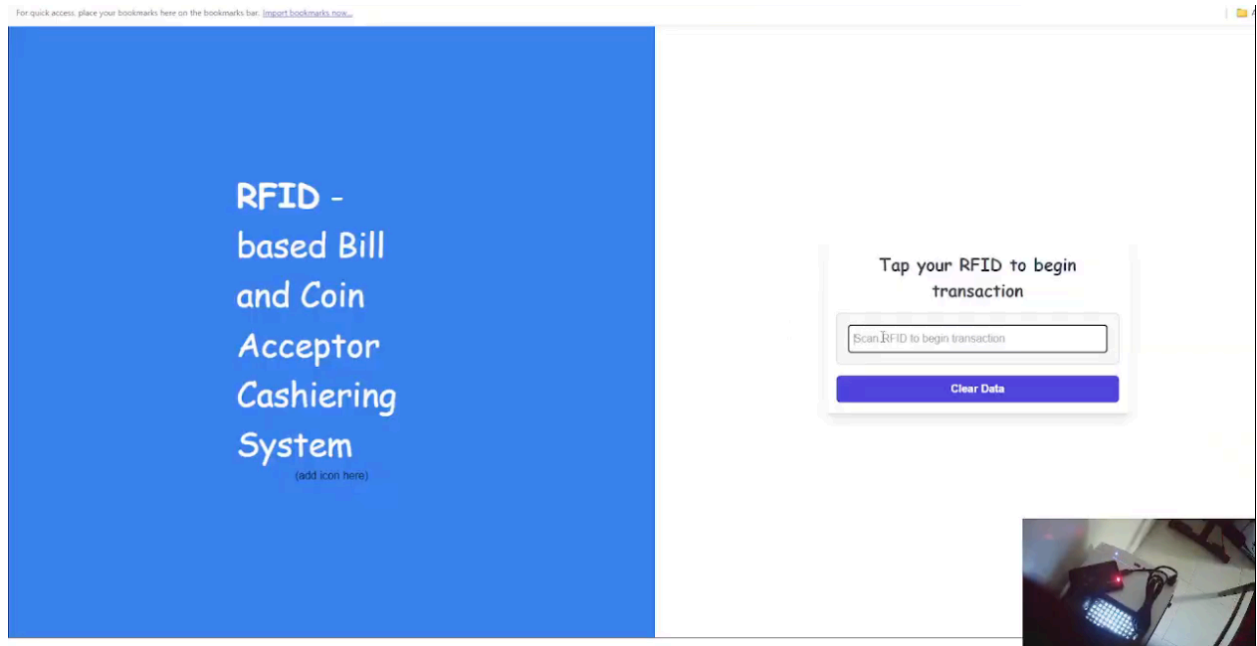 For quick access, place your bookmarks here on the bookmarks bar. Import bookmarks now...
RFID -
based Bill
and Coin
Acceptor
Cashiering
System
(add icon here)
Tap your RFID to begin
transaction
Scan RFID to begin transaction
Clear Data